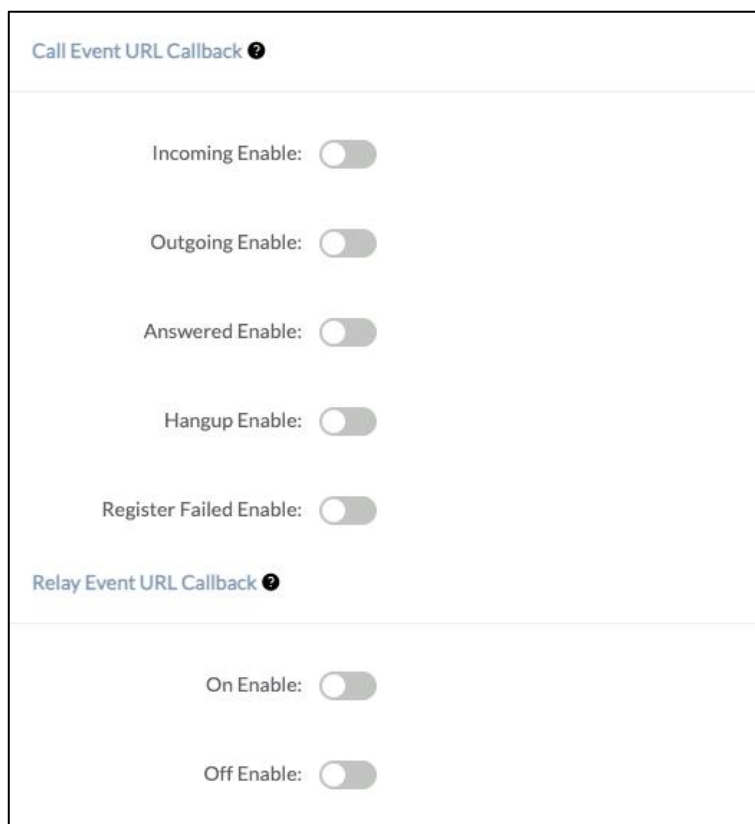 Call Event URL Callback ?
Incoming Enable:
Outgoing Enable:
Answered Enable:
Hangup Enable:
Register Failed Enable:
Relay Event URL Callback ?
On Enable:
Off Enable: